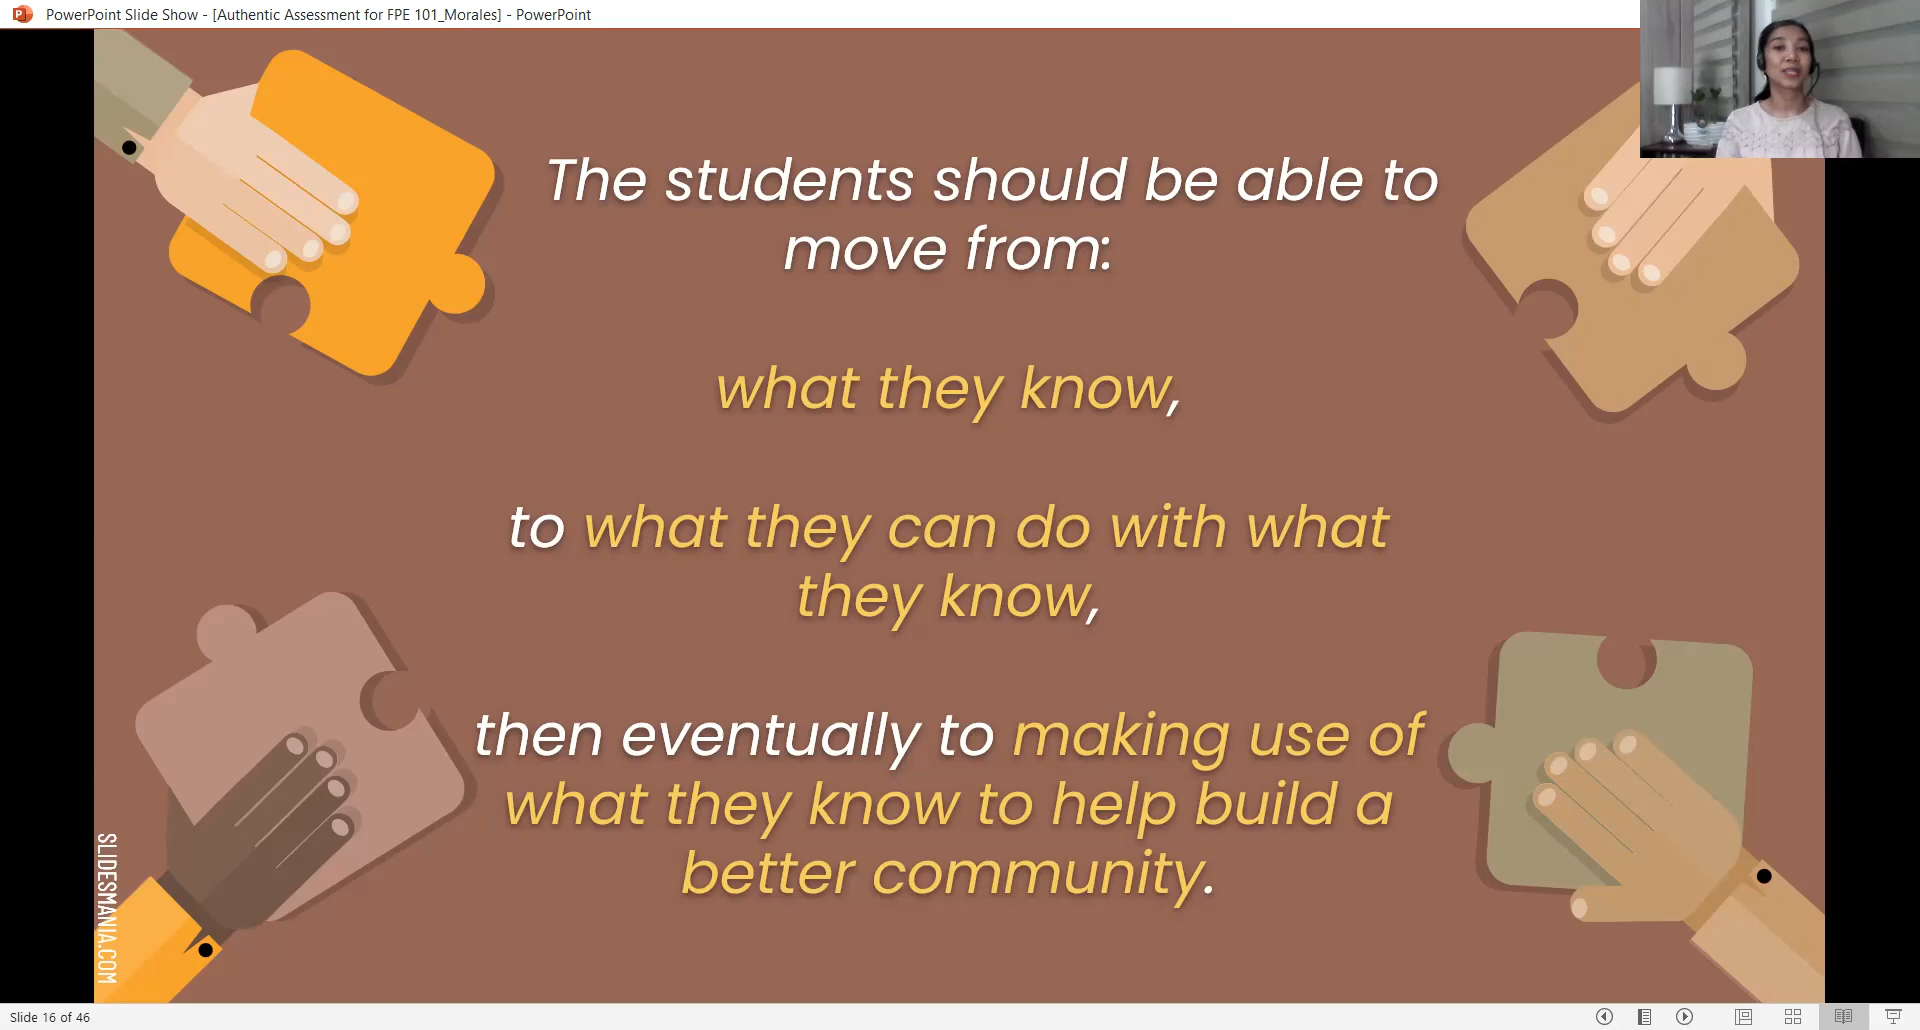 PowerPoint Slide Show - [Authentic Assessment for FPE 101_Morales] - PowerPoint
The students should be able to
move from:
what they know,
to what they can do with what
they know,
then eventually to making use of
what they know to help build a
better community.
SLIDESMANIA.COM
Slide 16 of 46